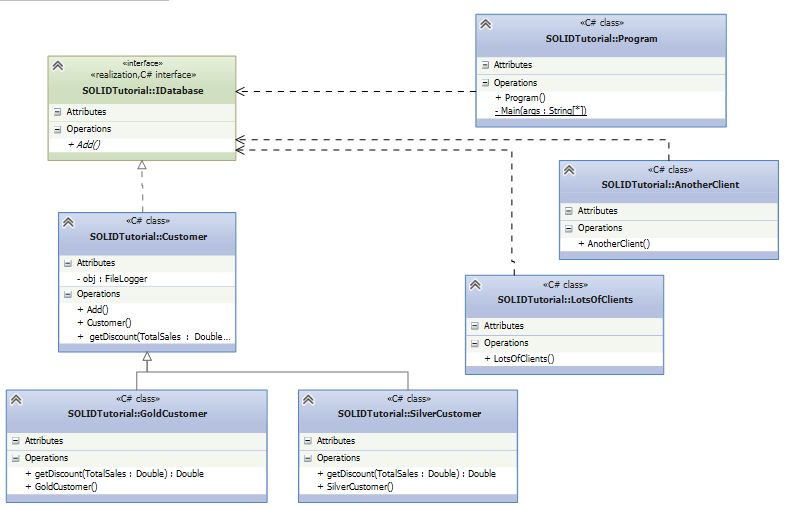 «C# class»
SOLIDTutorial::Program
Attributes
Operations
+ Program()
- Main(args : String[*])
«interface»
«realization,C# interface»
SOLIDTutorial::IDatabase
Attributes
Operations
+ Add()
«C# class»
SOLIDTutorial::AnotherClient
Attributes
Operations
+ AnotherClient()
«C# class»
SOLIDTutorial::Customer
Attributes
- obj : FileLogger
Operations
+ Add()
+ Customer()
+ getDiscount(TotalSales : Double...
«C# class»
SOLIDTutorial::LotsOfClients
Attributes
Operations
+ LotsOfClients()
«C# class»
SOLIDTutorial::GoldCustomer
Attributes
Operations
+ getDiscount(TotalSales : Double) : Double
+ GoldCustomer()
«C# class»
SOLIDTutorial::SilverCustomer
Attributes
Operations
+ getDiscount(TotalSales : Double) : Double
+ SilverCustomer()